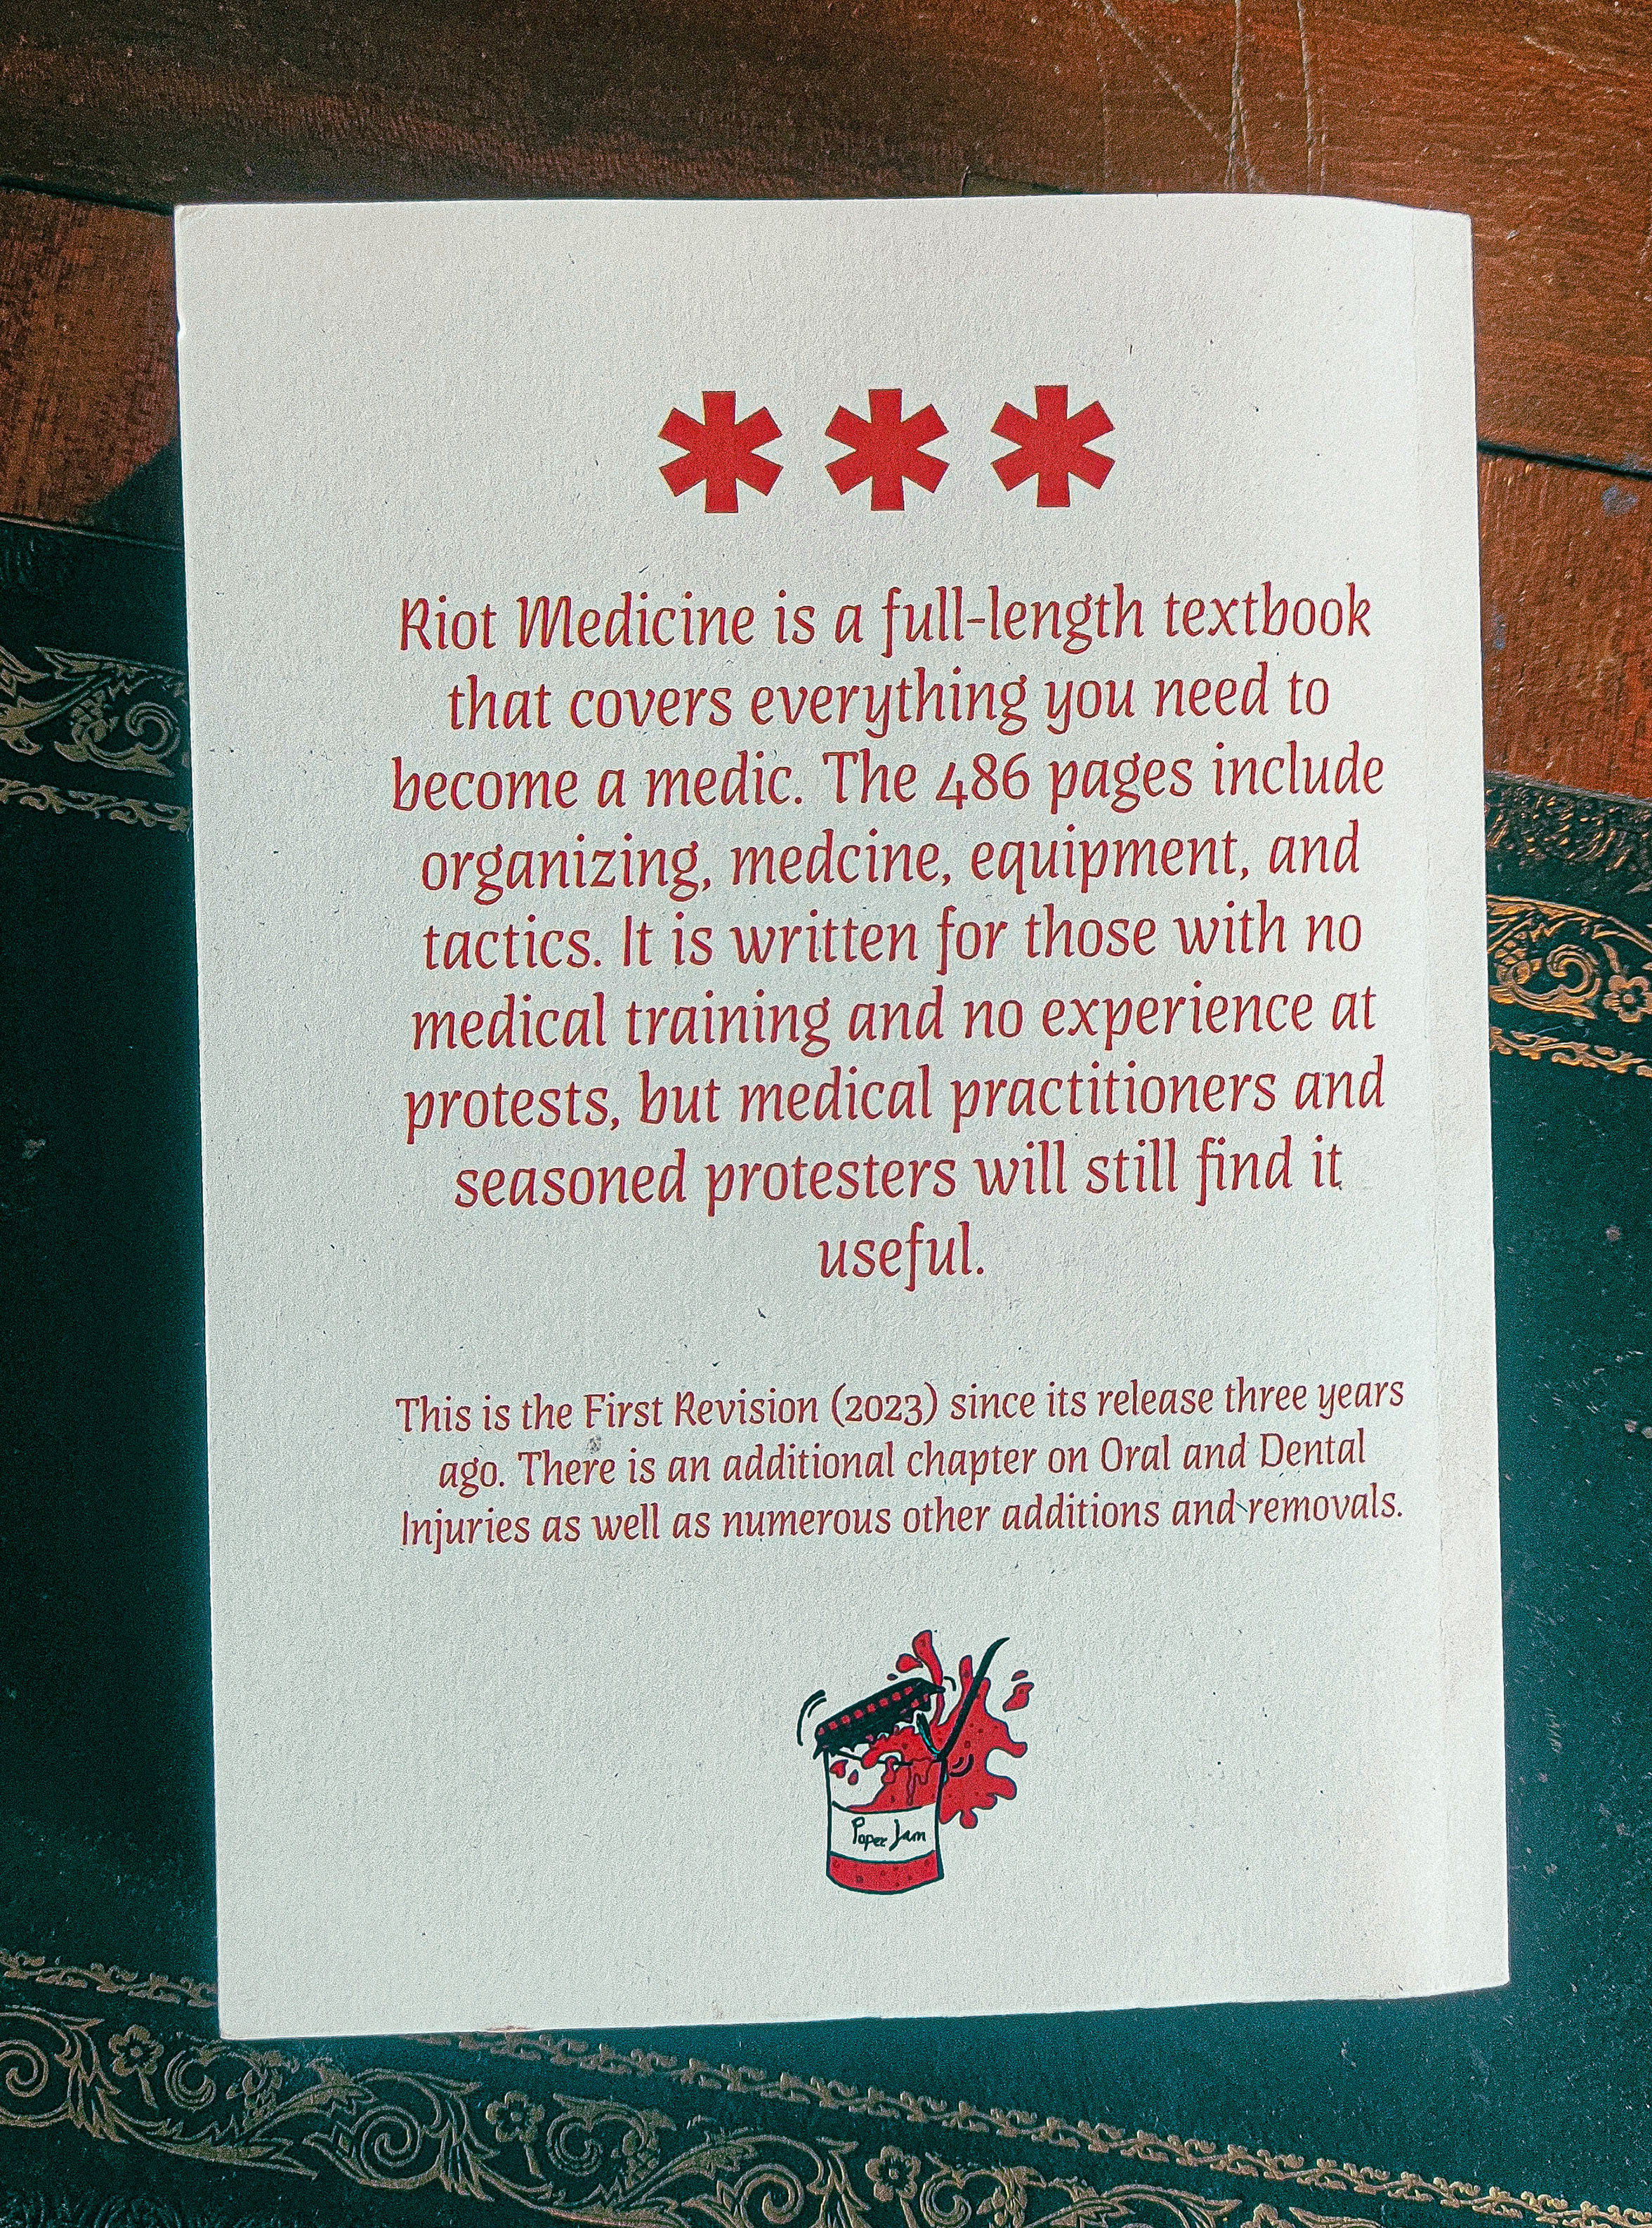 * * *
Riot Medicine is a full-length textbook
that covers everything you need to
become a medic. The 486 pages include
organizing, medcine, equipment, and
tactics. It is written for those with no
medical training and no experience at
protests, but medical practitioners and
seasoned protesters will still find it
useful.
This is the First Revision (2023) since its release three years
ago. There is an additional chapter on Oral and Dental
Injuries as well as numerous other additions and removals.
Paper Jam